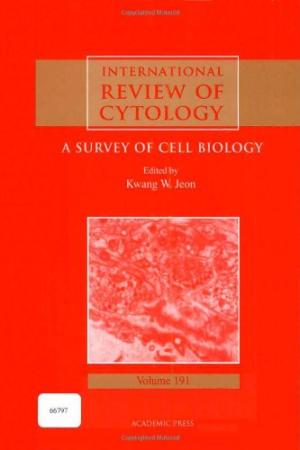 INTERNATIONAL
REVIEW OF
CYTOLOGY
A SURVEY OF CELL BIOLOGY
Edited by
Kwang W. Jeon
Volume 191
66797
ACADEMIC PRESS